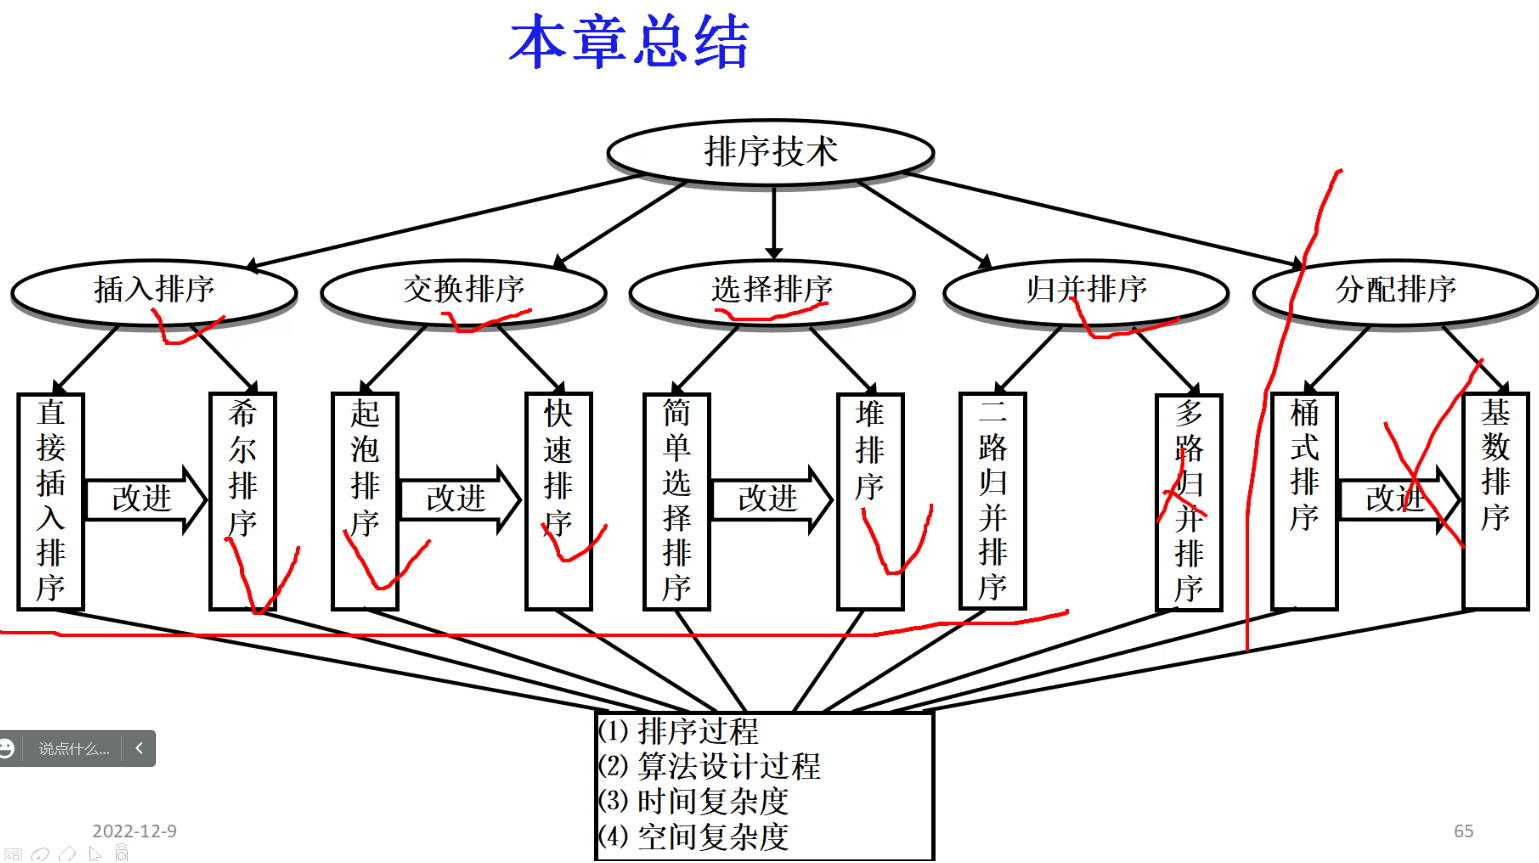 本章总结
排序技术
插入排序
交换排序
选择排序
归并排序
分配排序
直接插入排序
改进
希尔排序
起泡排序
改进
快速排序
简单选择排序
改进
堆排序
二路归并排序
多路归并排序
桶式排序
改进
基数排序
(1) 排序过程
(2) 算法设计过程
(3) 时间复杂度
(4) 空间复杂度
说点什么...
2022-12-9
65